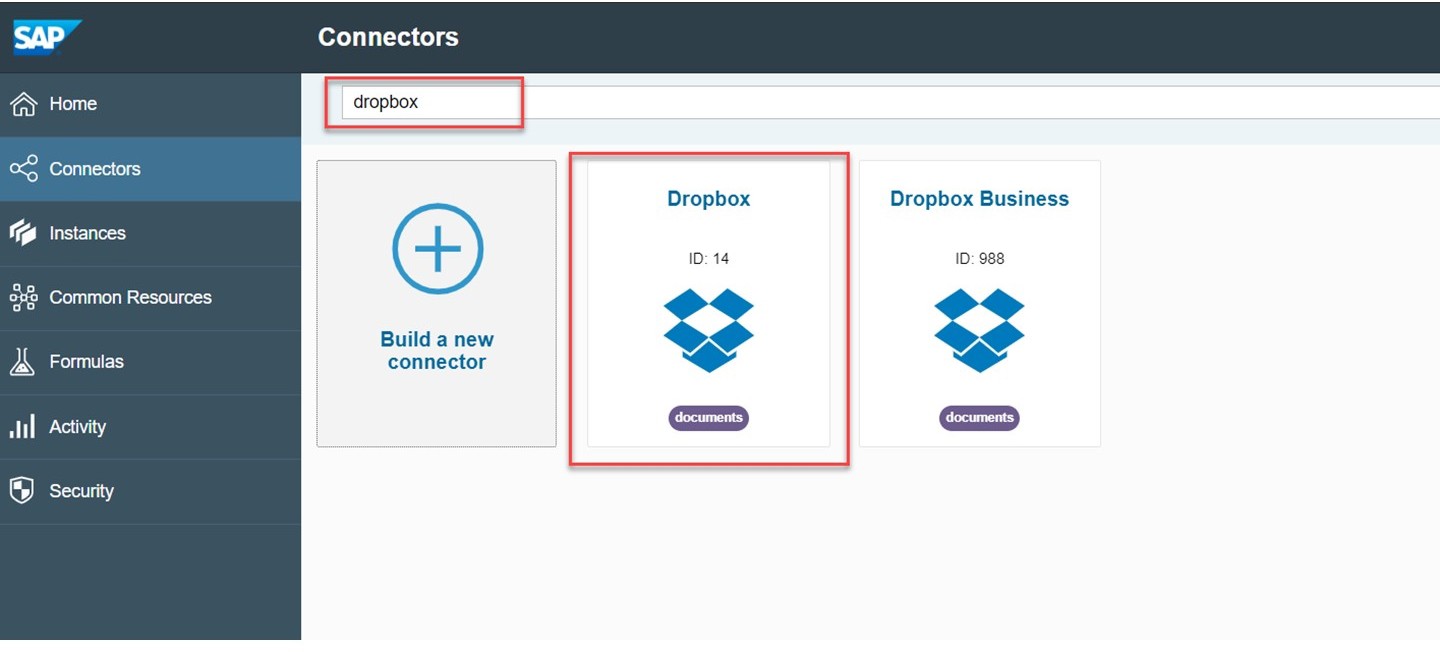 SAP
Connectors
Home
Connectors
Instances
Common Resources
Formulas
Activity
Security
dropbox
Build a new
connector
Dropbox
ID: 14
documents
Dropbox Business
ID: 988
documents